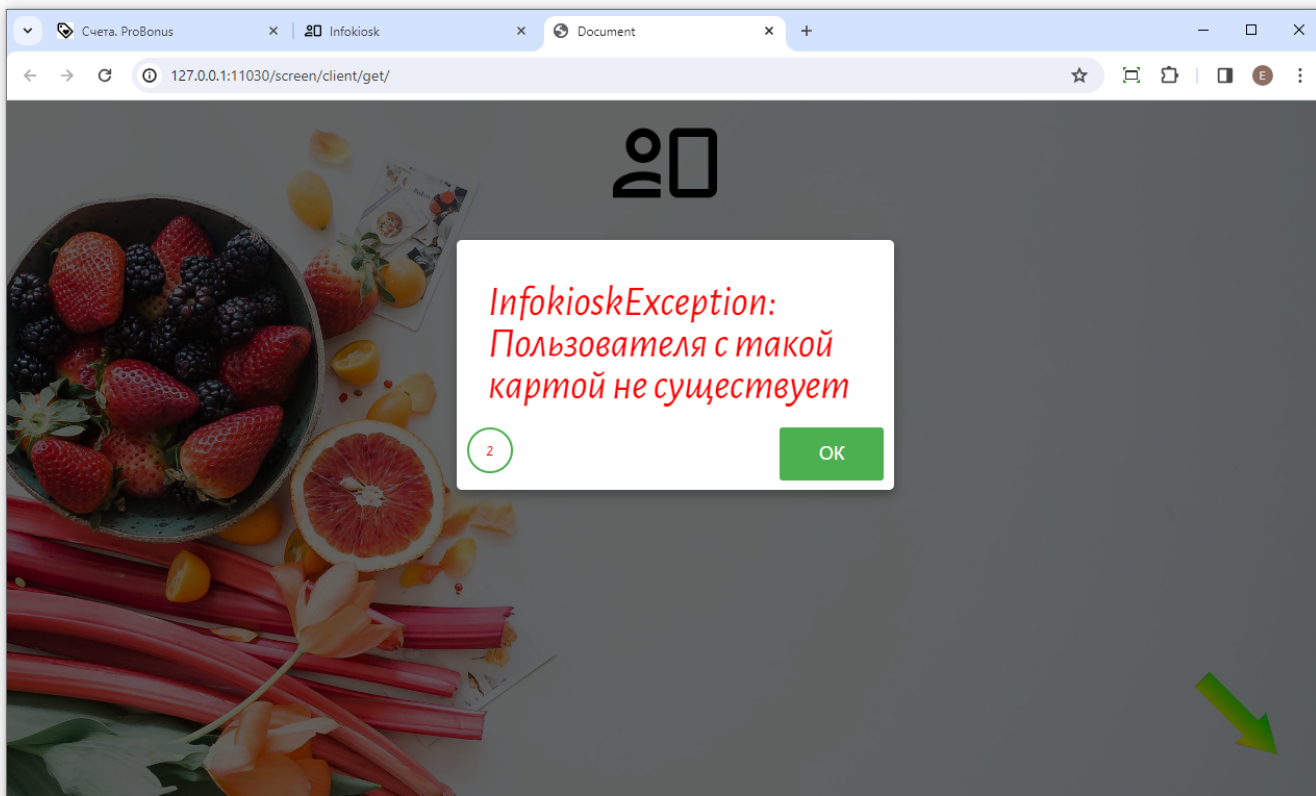 Счета. ProBonus
Infokiosk
Document
127.0.0.1:11030/screen/client/get/
E
InfokioskException:
Пользователя с такой
картой не существует
2
ОК